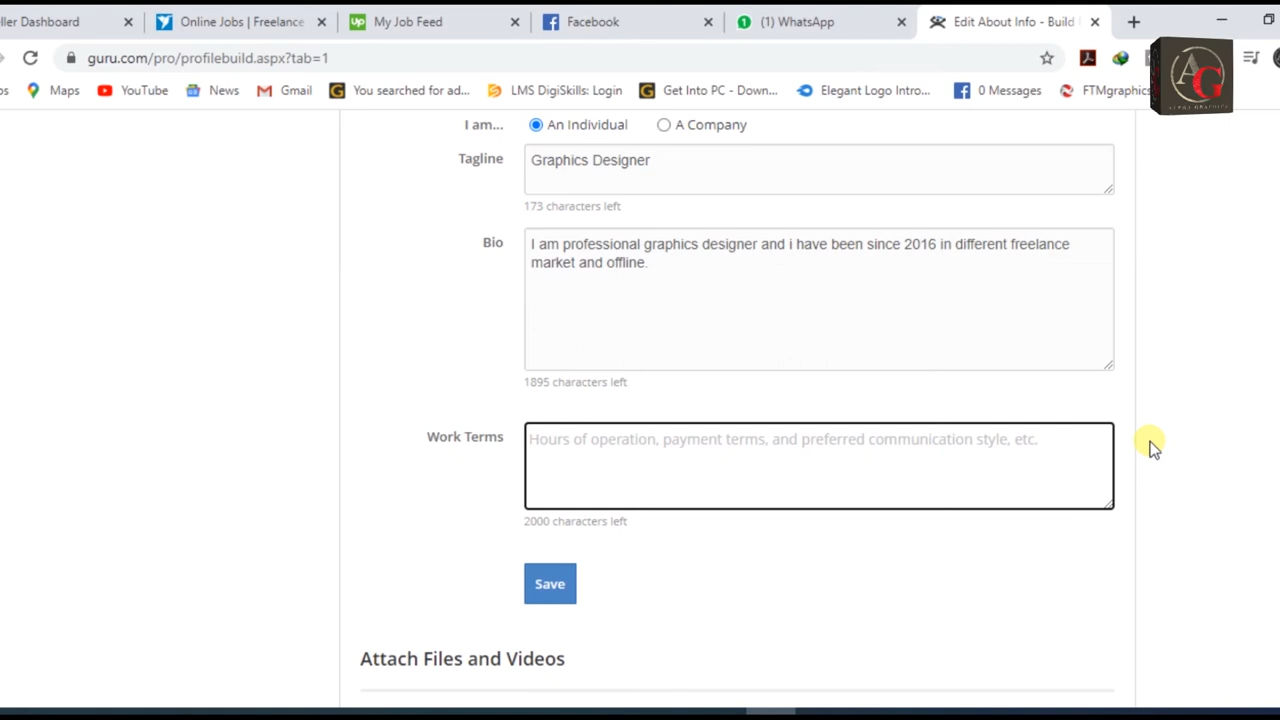 ller Dashboard
Online Jobs | Freelance
Up
My Job Feed
Facebook
(1) WhatsApp
Edit About Info - Build
guru.com/pro/profilebuild.aspx?tab=1
ps
Maps
YouTube
News
Gmail
You searched for ad...
LMS DigiSkills: Login
Get Into PC - Down...
Elegant Logo Intro...
0 Messages
FTMgraphics
AG
I am...
An Individual
A Company
Tagline
Graphics Designer
173 characters left
Bio
I am professional graphics designer and i have been since 2016 in different freelance
market and offline.
1895 characters left
Work Terms
Hours of operation, payment terms, and preferred communication style, etc.
2000 characters left
Save
Attach Files and Videos